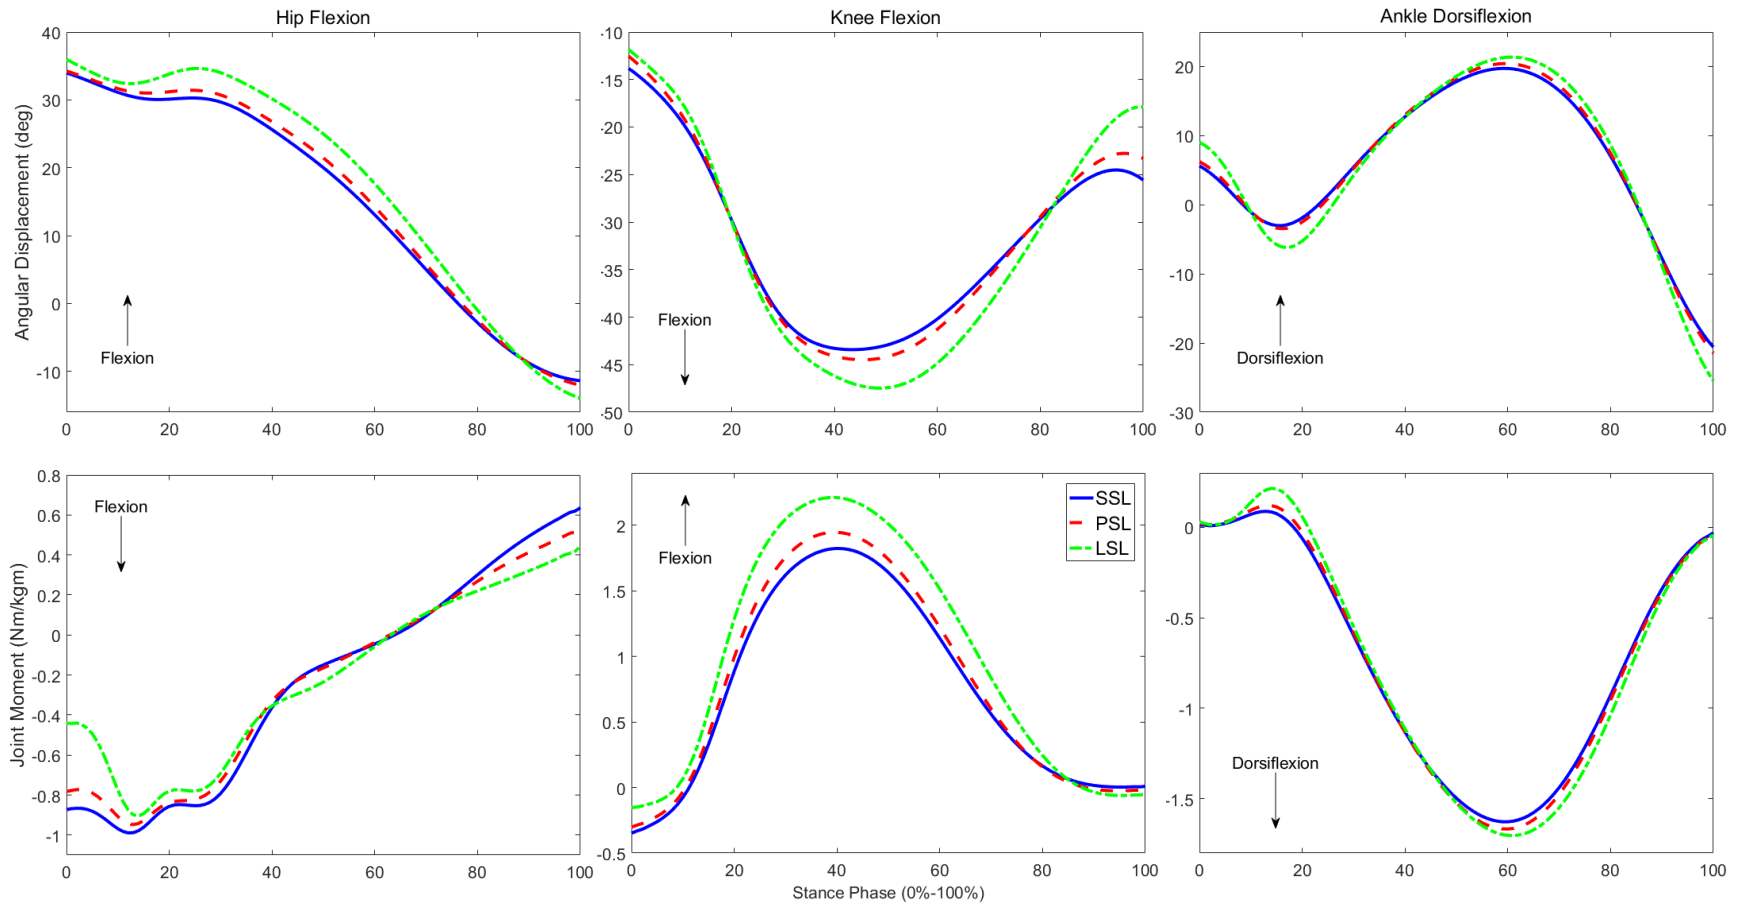 Hip Flexion
Knee Flexion
Ankle Dorsiflexion
Angular Displacement (deg)
40
30
20
10
0
-10
Flexion
0 20 40 60 80 100
-10
-15
-20
-25
-30
-35
-40
-45
-50
Flexion
0 20 40 60 80 100
20
10
0
-10
-20
-30
Dorsiflexion
0 20 40 60 80 100
Joint Moment (Nm/kgm)
0.8
0.6
0.4
0.2
0
-0.2
-0.4
-0.6
-0.8
-1
Flexion
0 20 40 60 80 100
2
1.5
1
0.5
0
-0.5
Flexion
SSL
PSL
LSL
0 20 40 60 80 100
Stance Phase (0%-100%)
0
-0.5
-1
-1.5
Dorsiflexion
0 20 40 60 80 100